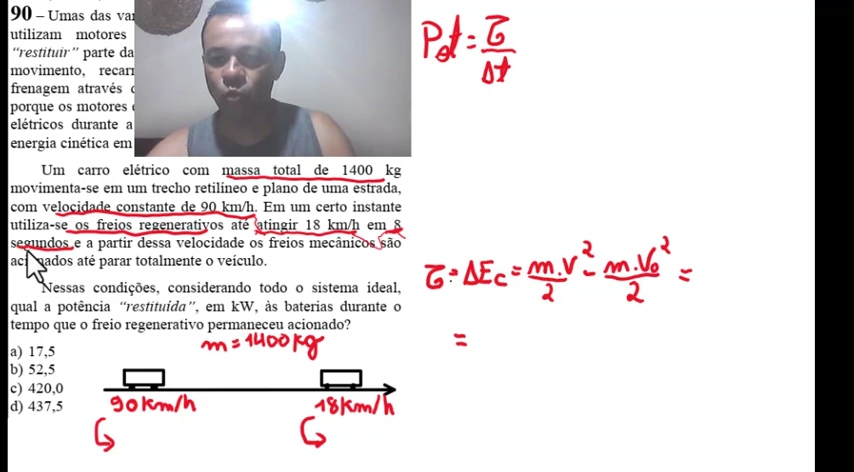 90 – Umas das
utilizam motores
"restituir" parte da
movimento,
frenagem através
porque os motores
elétricos durante a
energia cinética em
Um carro elétrico com massa total de 1400 kg
movimenta-se em um trecho retilíneo e plano de uma estrada,
com velocidade constante de 90 km/h. Em um certo instante
utiliza-se os freios regenerativos até atingir 18 km/h em 8
segundos e a partir dessa velocidade os freios mecânicos são
acionados até parar totalmente o veículo.
Nessas condições, considerando todo o sistema ideal,
qual a potência "restituída", em kW, às baterias durante o
tempo que o freio regenerativo permaneceu acionado?
a) 17,5
b) 52,5
c) 420,0
d) 437,5
m = 1400 kg
90 km/h 18 km/h
Pot = τ/Δt
τ = ΔEc = m.V²/2 - m.V₀²/2 =
=